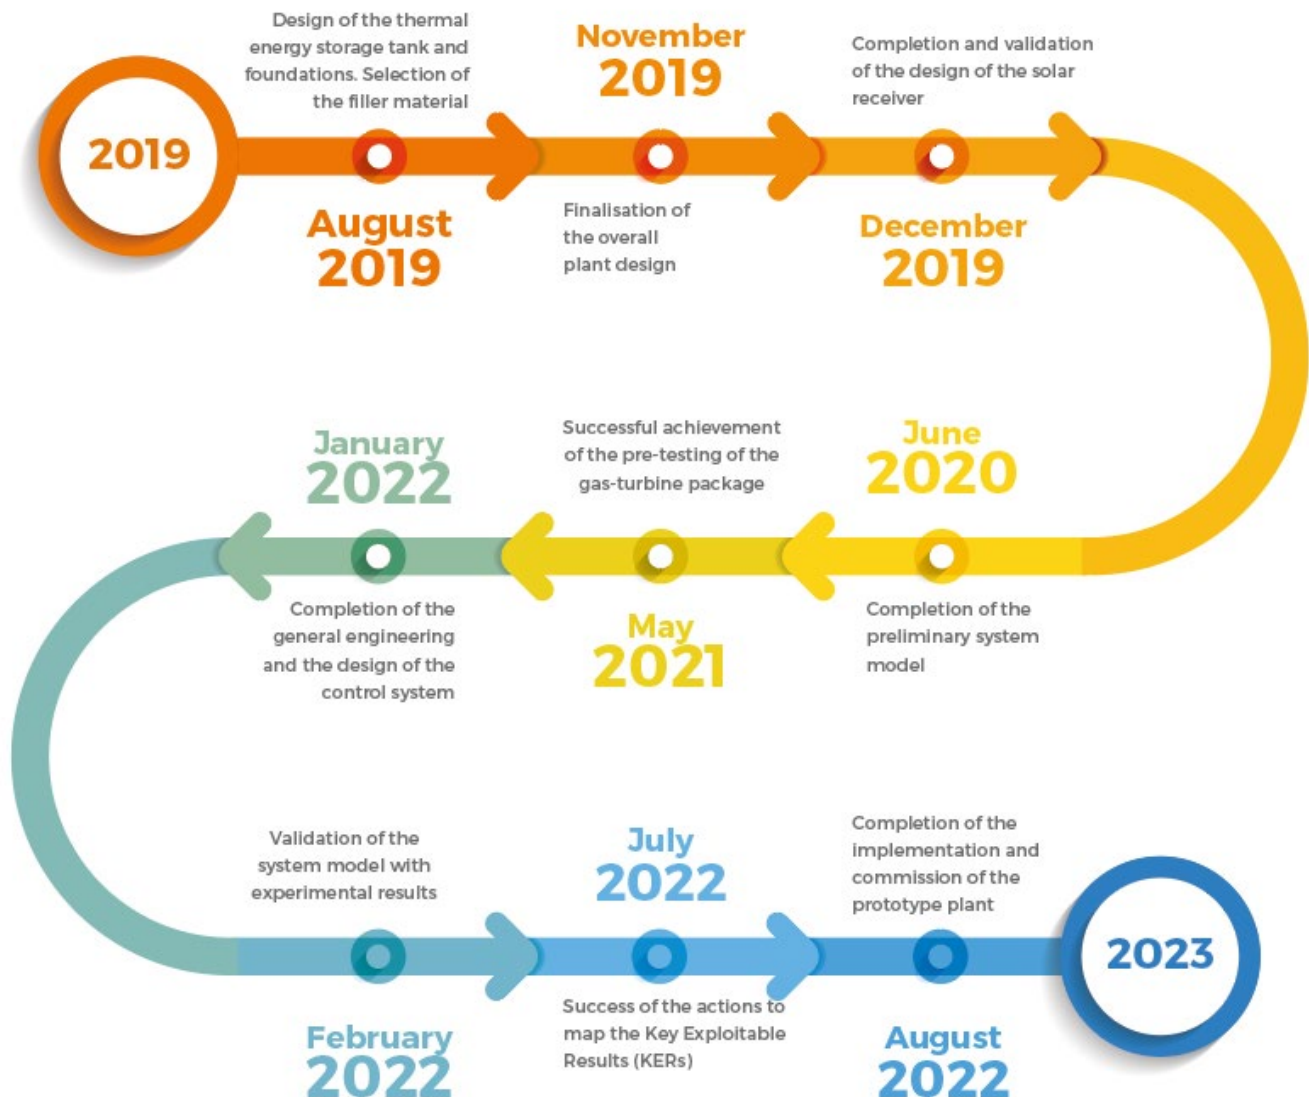 2019
Design of the thermal
energy storage tank and
foundations. Selection of
the filler material
August
2019
November
2019
Finalisation of
the overall
plant design
Completion and validation
of the design of the solar
receiver
December
2019
June
2020
Completion of the
preliminary system
model
Successful achievement
of the pre-testing of the
gas-turbine package
May
2021
January
2022
Completion of the
general engineering
and the design of the
control system
Validation of the
system model with
experimental results
February
2022
July
2022
Success of the actions to
map the Key Exploitable
Results (KERs)
Completion of the
implementation and
commission of the
prototype plant
August
2022
2023